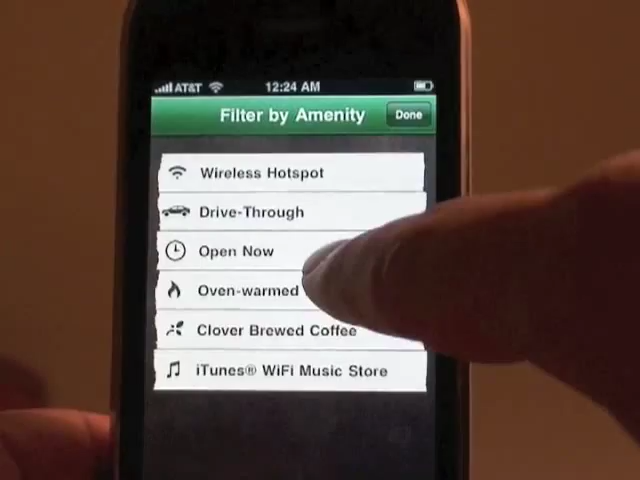 AT&T 12:24 AM
Filter by Amenity Done
Wireless Hotspot
Drive-Through
Open Now
Oven-warmed
Clover Brewed Coffee
iTunes® WiFi Music Store